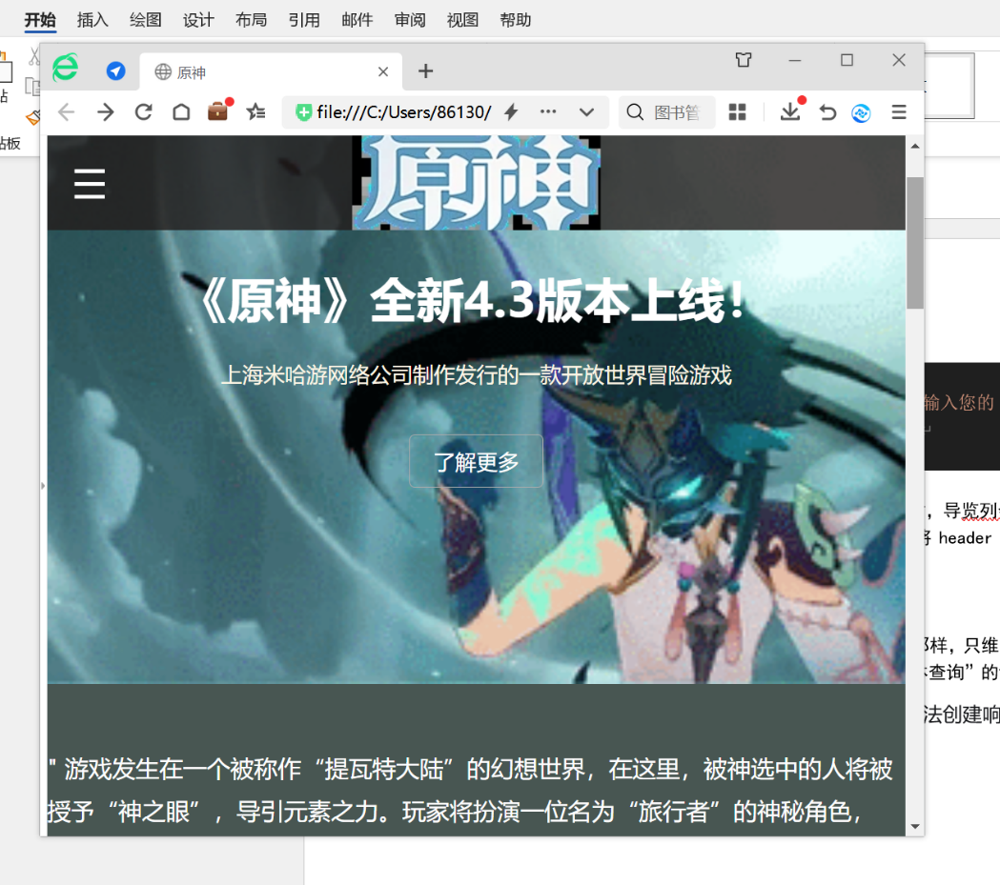 开始 插入 绘图 设计 布局 引用 邮件 审阅 视图 帮助
原神
file:///C:/Users/86130/
图书管
贴
贴板
原神
《原神》全新4.3版本上线！
上海米哈游网络公司制作发行的一款开放世界冒险游戏
了解更多
输入您的
，导览列
将 header
那样，只维
查询”的
法创建响
" 游戏发生在一个被称作“提瓦特大陆”的幻想世界，在这里，被神选中的人将被
授予“神之眼”，导引元素之力。玩家将扮演一位名为“旅行者”的神秘角色，